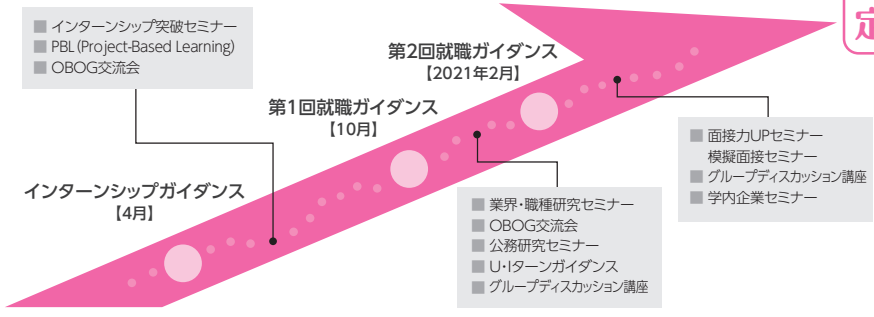 ■ インターンシップ突破セミナー
■ PBL(Project-Based Learning)
■ OBOG交流会
インターンシップガイダンス
【4月】
第1回就職ガイダンス
【10月】
第2回就職ガイダンス
【2021年2月】
■ 業界・職種研究セミナー
■ OBOG交流会
■ 公務研究セミナー
■ U・Iターンガイダンス
■ グループディスカッション講座
■ 面接力UPセミナー
模擬面接セミナー
■ グループディスカッション講座
■ 学内企業セミナー